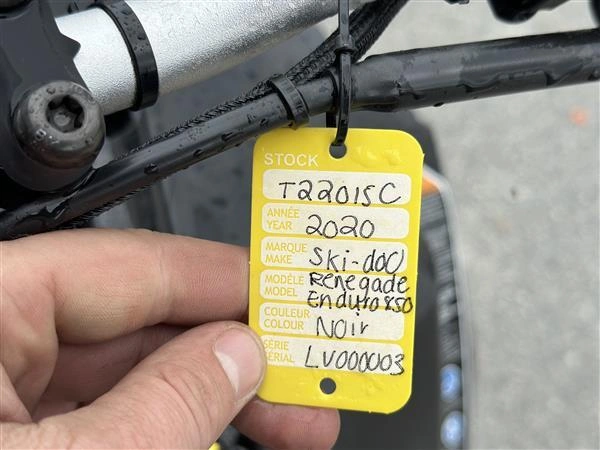 STOCK
T22015C
ANNÉE
YEAR 2020
MARQUE
MAKE Ski-doo
MODÈLE Renegade
MODEL Enduro 850
COULEUR
COLOUR Noir
SÉRIE
SERIAL LV000003